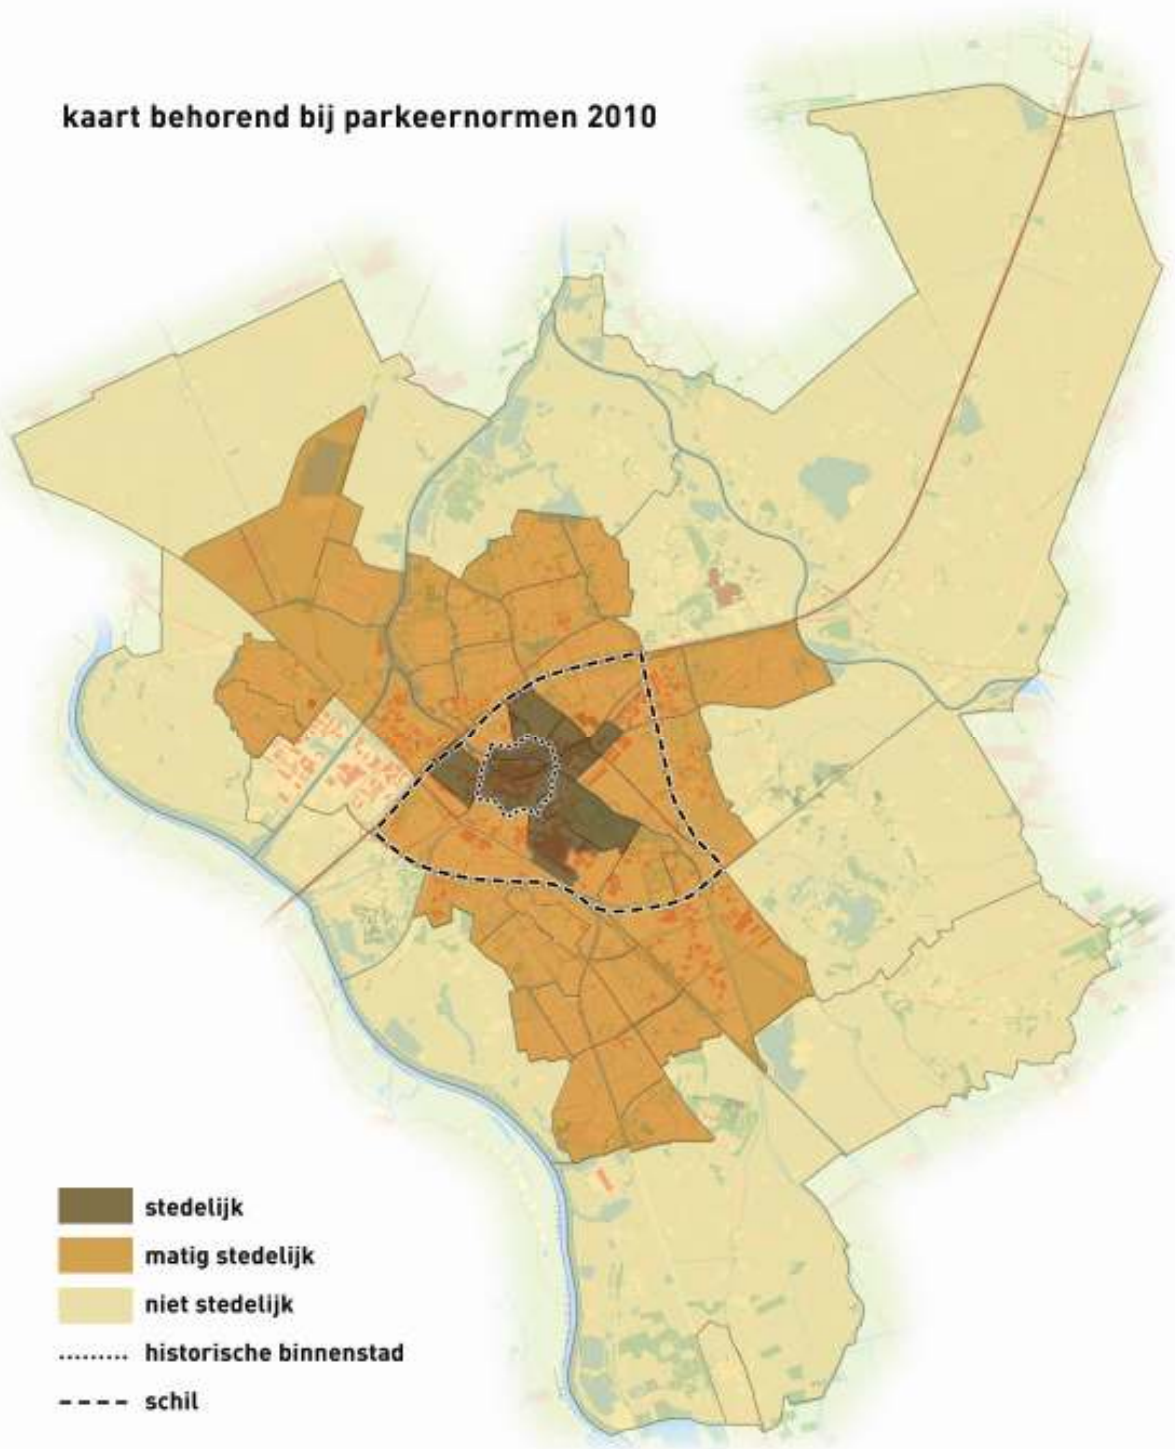 kaart behorend bij parkeernormen 2010
stedelijk
matig stedelijk
niet stedelijk
historische binnenstad
schil